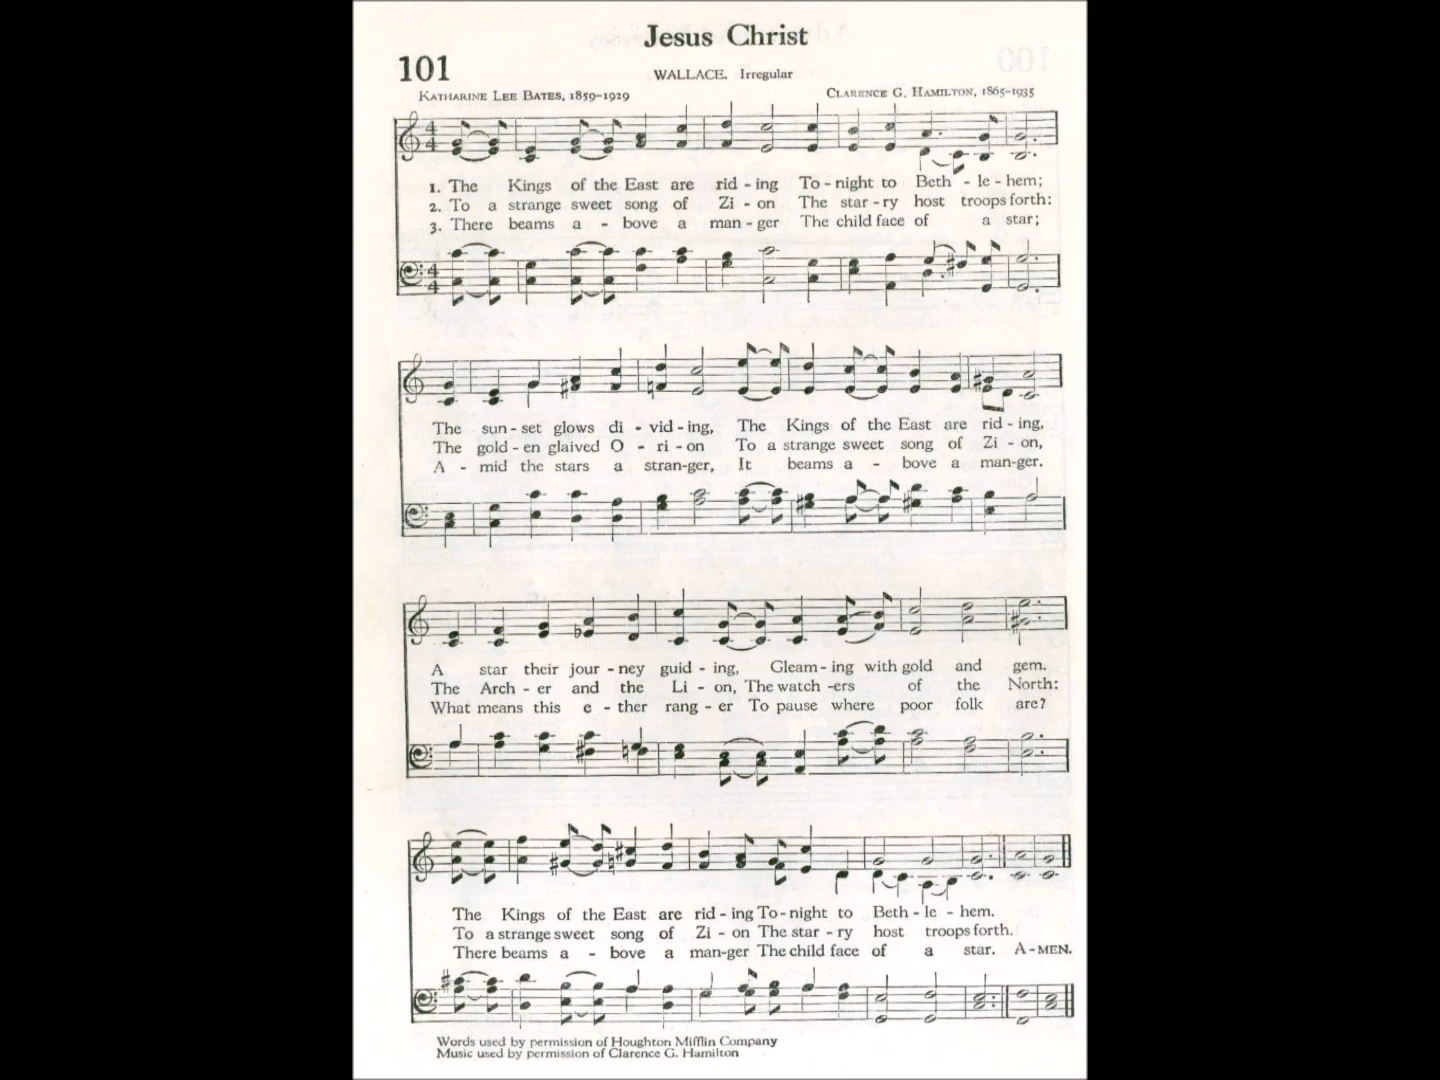 Jesus Christ
101
WALLACE. Irregular
KATHARINE LEE BATES, 1859-1929
CLARENCE G. HAMILTON, 1865-1935
1. The Kings of the East are rid - ing To - night to Beth - le - hem;
2. To a strange sweet song of Zi - on The star - ry host troops forth:
3. There beams a - bove a man - ger The child face of a star;
The sun - set glows di - vid - ing, The Kings of the East are rid - ing,
The gold - en glaived O - ri - on To a strange sweet song of Zi - on,
A - mid the stars a stran-ger, It beams a - bove a man-ger.
A star their jour - ney guid - ing, Gleam - ing with gold and gem.
The Arch - er and the Li - on, The watch -ers of the North:
What means this e - ther rang - er To pause where poor folk are?
The Kings of the East are rid - ing To - night to Beth - le - hem.
To a strange sweet song of Zi - on The star - ry host troops forth.
There beams a - bove a man-ger The child face of a star. A - MEN.
Words used by permission of Houghton Mifflin Company
Music used by permission of Clarence G. Hamilton